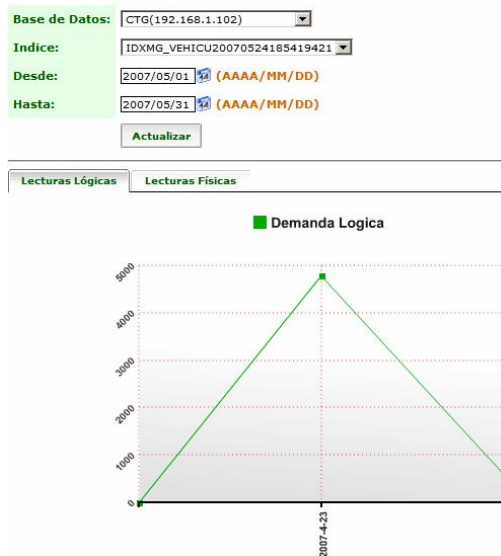 Base de Datos: CTG(192.168.1.102)
Indice: IDXMG_VEHICU20070524185419421
Desde: 2007/05/01 (AAAA/MM/DD)
Hasta: 2007/05/31 (AAAA/MM/DD)
Actualizar
Lecturas Lógicas Lecturas Físicas
Demanda Logica
5000
4000
3000
2000
1000
0
2007-4-23